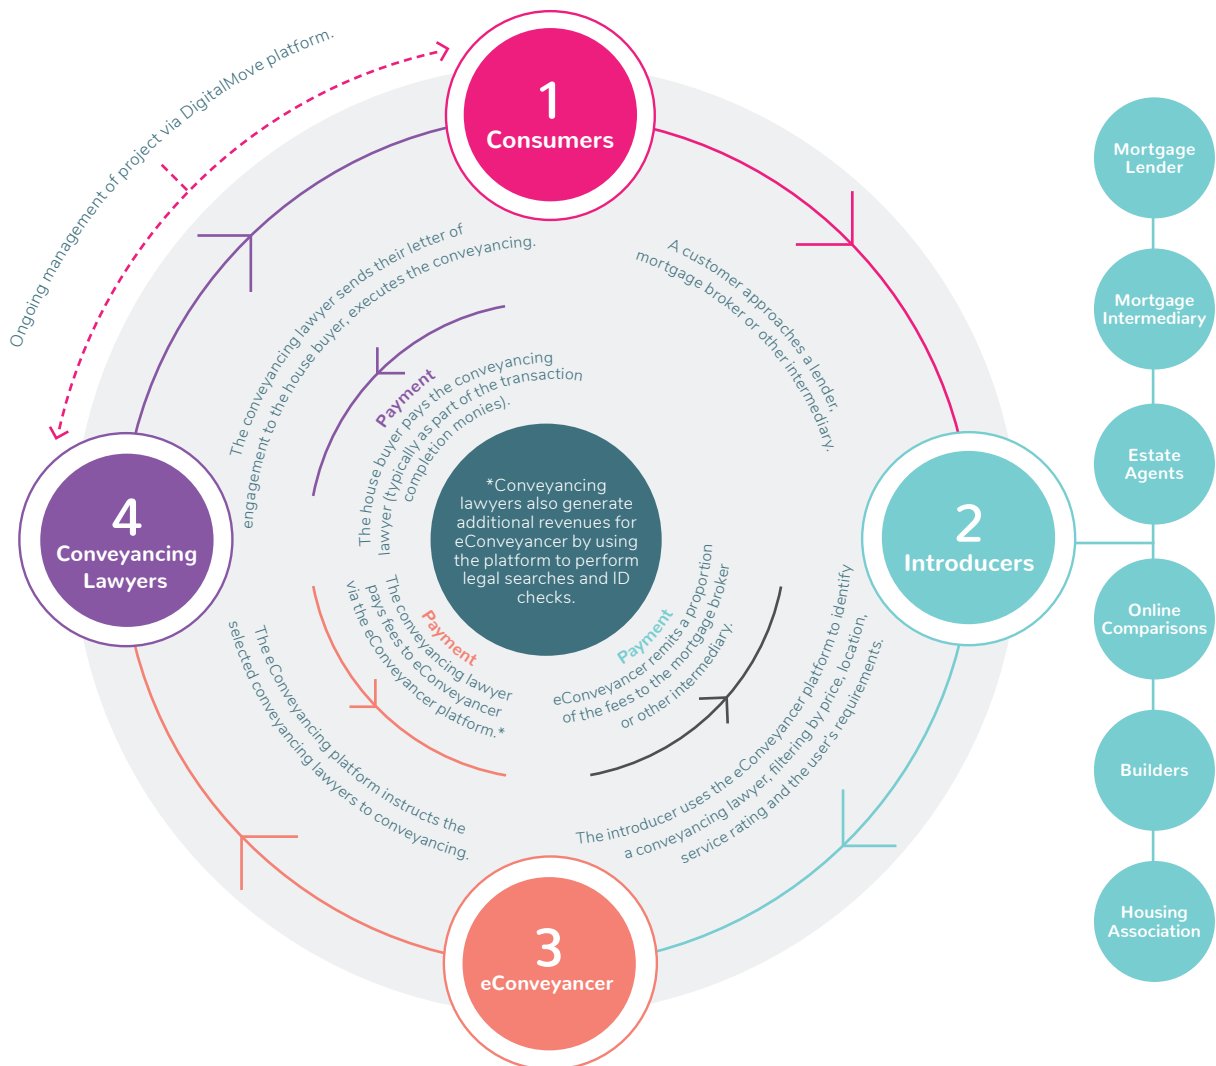 Ongoing management of project via DigitalMove platform.
1
Consumers
A customer approaches a lender,
mortgage broker or other intermediary.
2
Introducers
Mortgage
Lender
Mortgage
Intermediary
Estate
Agents
Online
Comparisons
Builders
Housing
Association
The introducer uses the eConveyancer platform to identify
a conveyancing lawyer, filtering by price, location,
service rating and the user's requirements.
3
eConveyancer
The eConveyancing platform instructs the
selected conveyancing lawyers to conveyancing.
4
Conveyancing
Lawyers
The conveyancing lawyer sends their letter of
engagement to the house buyer, executes the conveyancing.
Payment
The house buyer pays the conveyancing
lawyer (typically as part of the transaction
completion monies).
Payment
The conveyancing lawyer
pays fees to eConveyancer
via the eConveyancer platform.*
Payment
eConveyancer remits a proportion
of the fees to the mortgage broker
or other intermediary.
*Conveyancing
lawyers also generate
additional revenues for
eConveyancer by using
the platform to perform
legal searches and ID
checks.